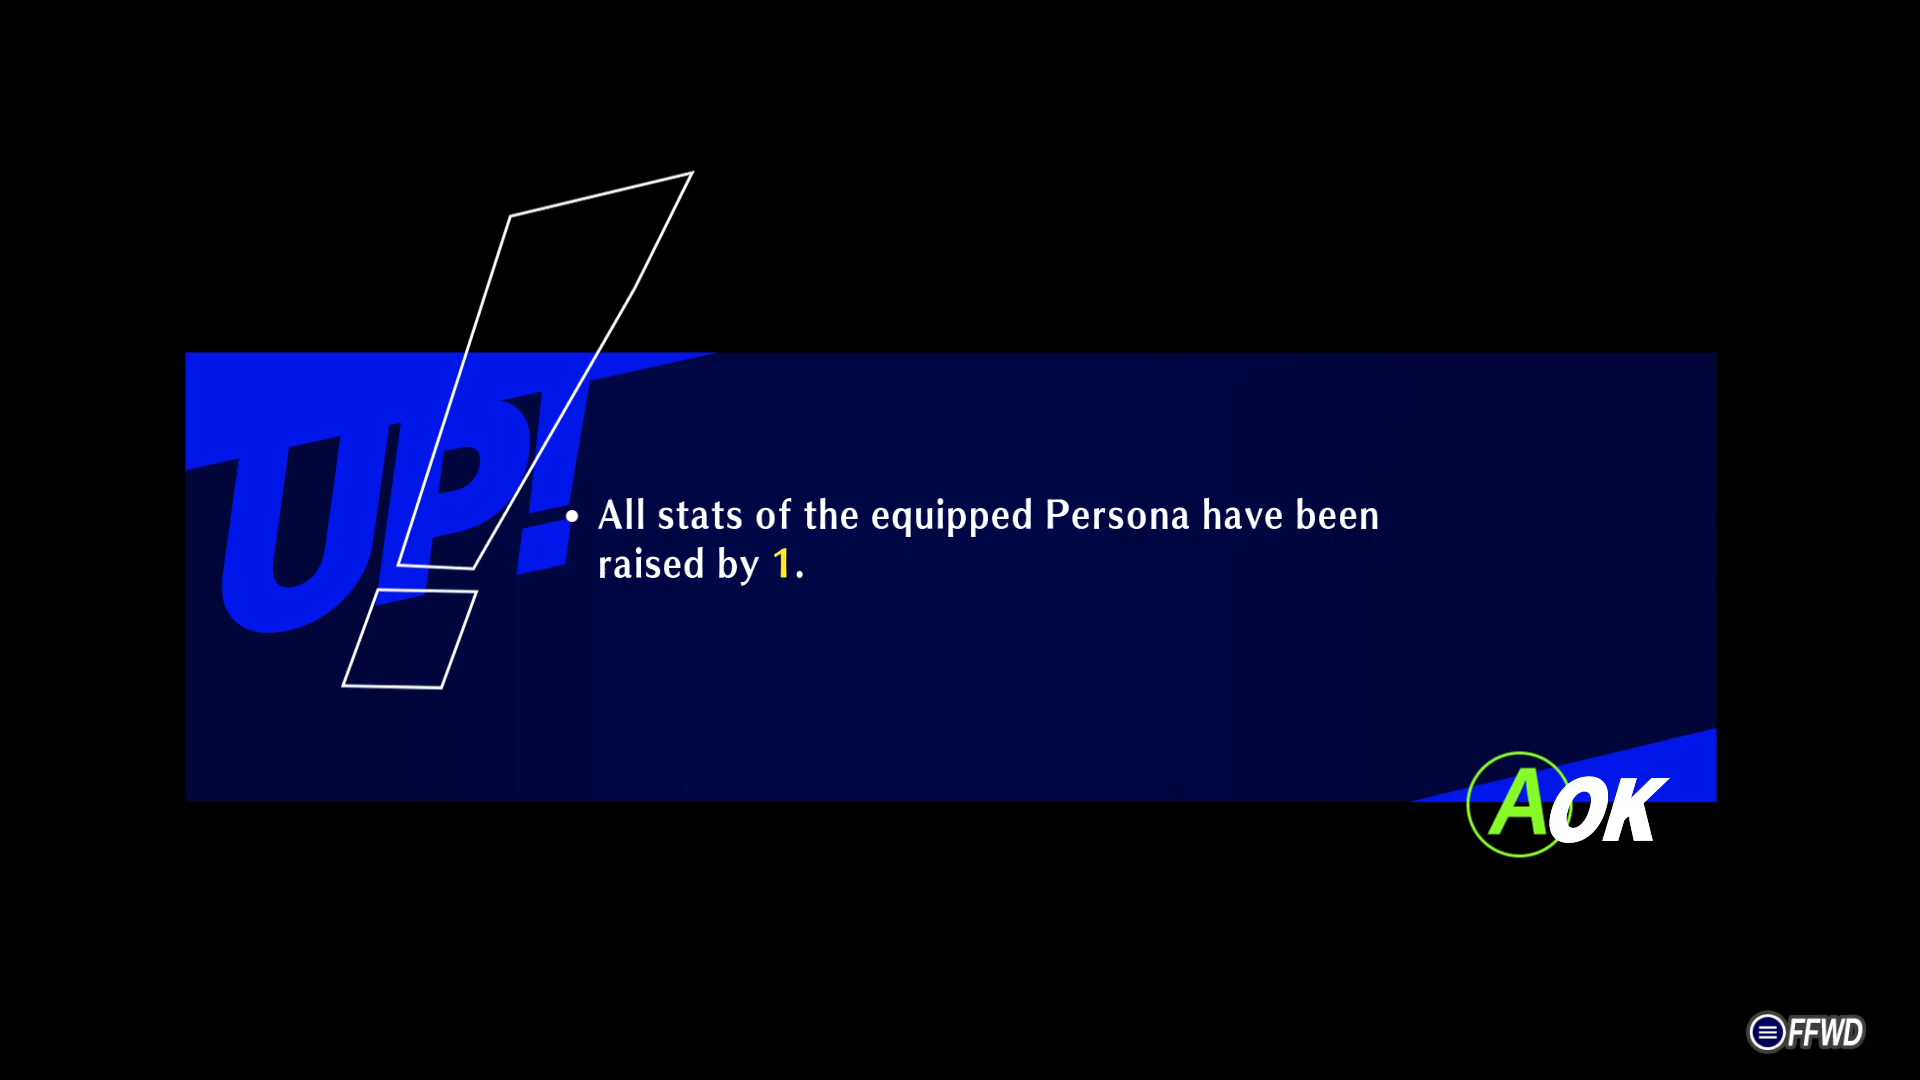 UP!
• All stats of the equipped Persona have been
raised by 1.
A OK
FFWD